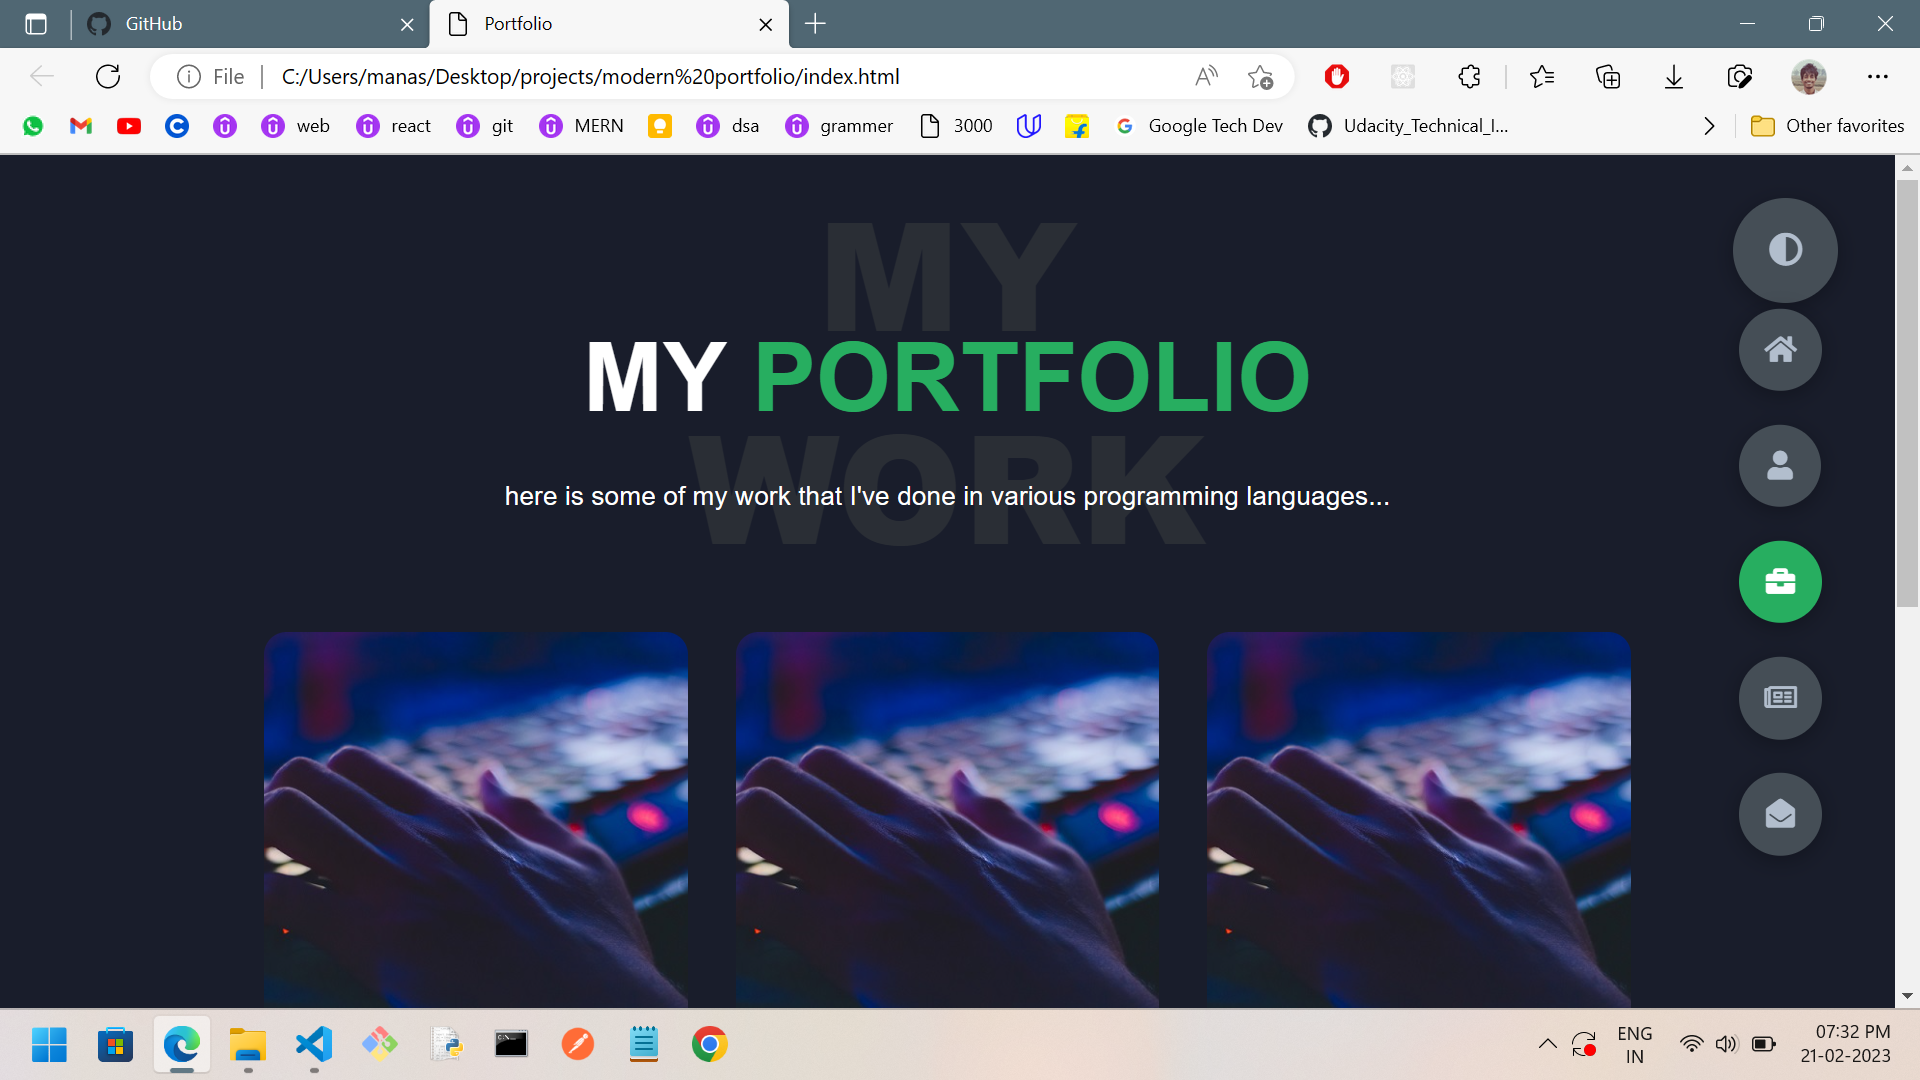 GitHub
Portfolio
File
C:/Users/manas/Desktop/projects/modern%20portfolio/index.html
web
react
git
MERN
dsa
grammer
3000
Google Tech Dev
Udacity_Technical_I...
Other favorites
MY
MY PORTFOLIO
WORK
here is some of my work that I've done in various programming languages...
ENG
IN
07:32 PM
21-02-2023